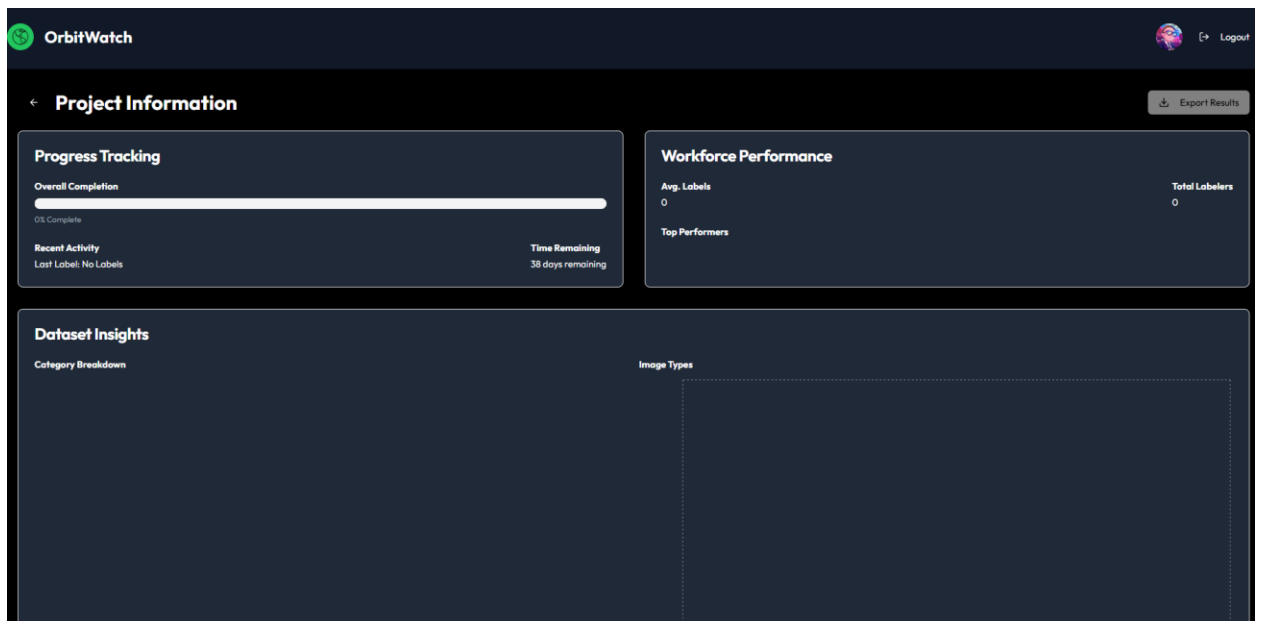 OrbitWatch
Logout
Project Information
Export Results
Progress Tracking
Overall Completion
0% Complete
Recent Activity
Time Remaining
Last Label: No Labels
38 days remaining
Workforce Performance
Avg. Labels
Total Labelers
0
0
Top Performers
Dataset Insights
Category Breakdown
Image Types